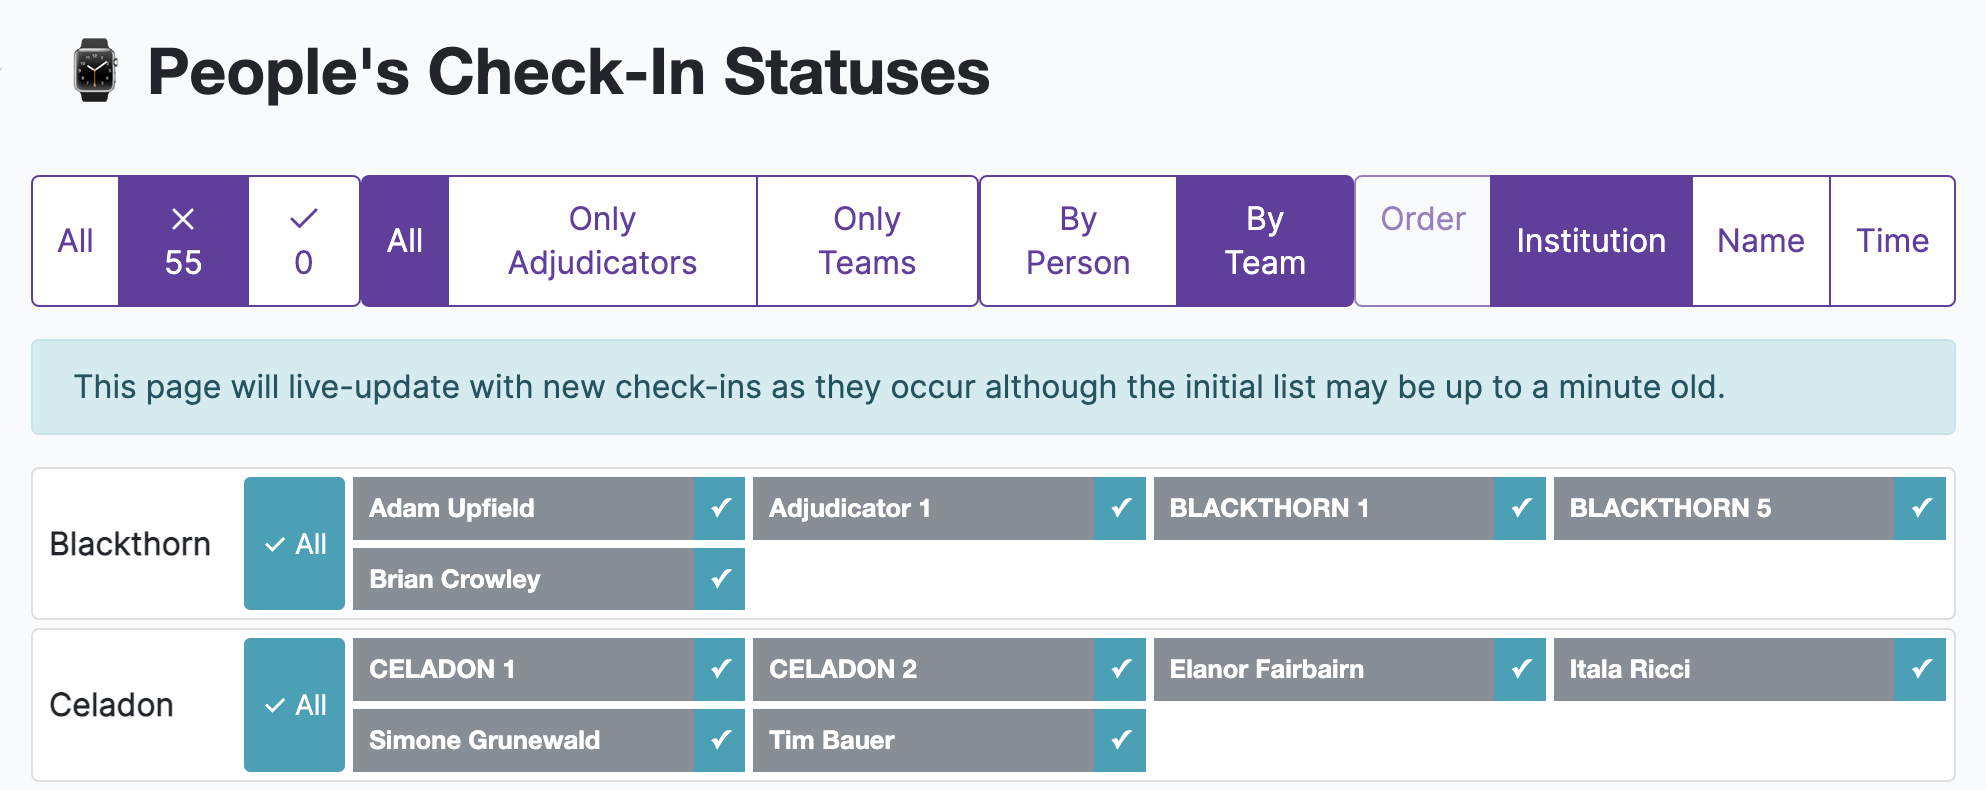 People's Check-In Statuses
All
✕
55
✓
0
All
Only
Adjudicators
Only
Teams
By
Person
By
Team
Order
Institution
Name
Time
This page will live-update with new check-ins as they occur although the initial list may be up to a minute old.
Blackthorn
✓ All
Adam Upfield ✓
Adjudicator 1 ✓
BLACKTHORN 1 ✓
BLACKTHORN 5 ✓
Brian Crowley ✓
Celadon
✓ All
CELADON 1 ✓
CELADON 2 ✓
Elanor Fairbairn ✓
Itala Ricci ✓
Simone Grunewald ✓
Tim Bauer ✓